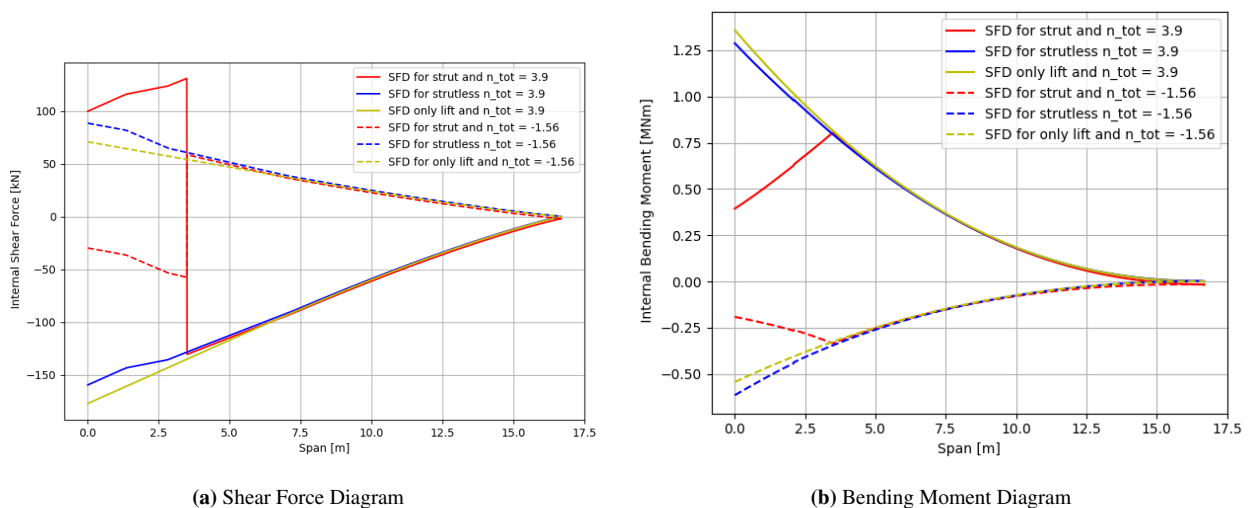 SFD for strut and n_tot = 3.9
SFD for strutless n_tot = 3.9
SFD only lift and n_tot = 3.9
SFD for strut and n_tot = -1.56
SFD for strutless n_tot = -1.56
SFD for only lift and n_tot = -1.56
100
50
0
−50
−100
−150
Internal Shear Force [kN]
0.0 2.5 5.0 7.5 10.0 12.5 15.0 17.5
Span [m]
(a) Shear Force Diagram
SFD for strut and n_tot = 3.9
SFD for strutless n_tot = 3.9
SFD only lift and n_tot = 3.9
SFD for strut and n_tot = -1.56
SFD for strutless n_tot = -1.56
SFD for only lift and n_tot = -1.56
1.25
1.00
0.75
0.50
0.25
0.00
−0.25
−0.50
Internal Bending Moment [MNm]
0.0 2.5 5.0 7.5 10.0 12.5 15.0 17.5
Span [m]
(b) Bending Moment Diagram